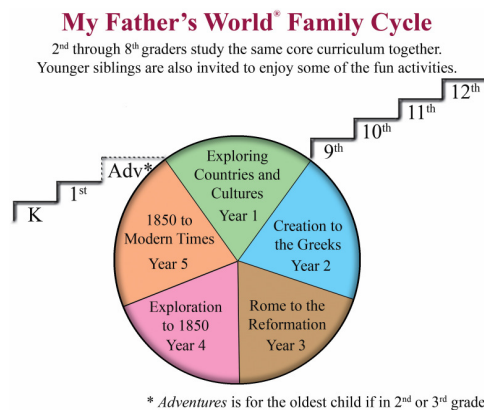 My Father's World® Family Cycle
2nd through 8th graders study the same core curriculum together.
Younger siblings are also invited to enjoy some of the fun activities.
K
1st
Adv*
9th
10th
11th
12th
Exploring
Countries and
Cultures
Year 1
Creation to
the Greeks
Year 2
Rome to the
Reformation
Year 3
Exploration
to 1850
Year 4
1850 to
Modern Times
Year 5
* Adventures is for the oldest child if in 2nd or 3rd grade